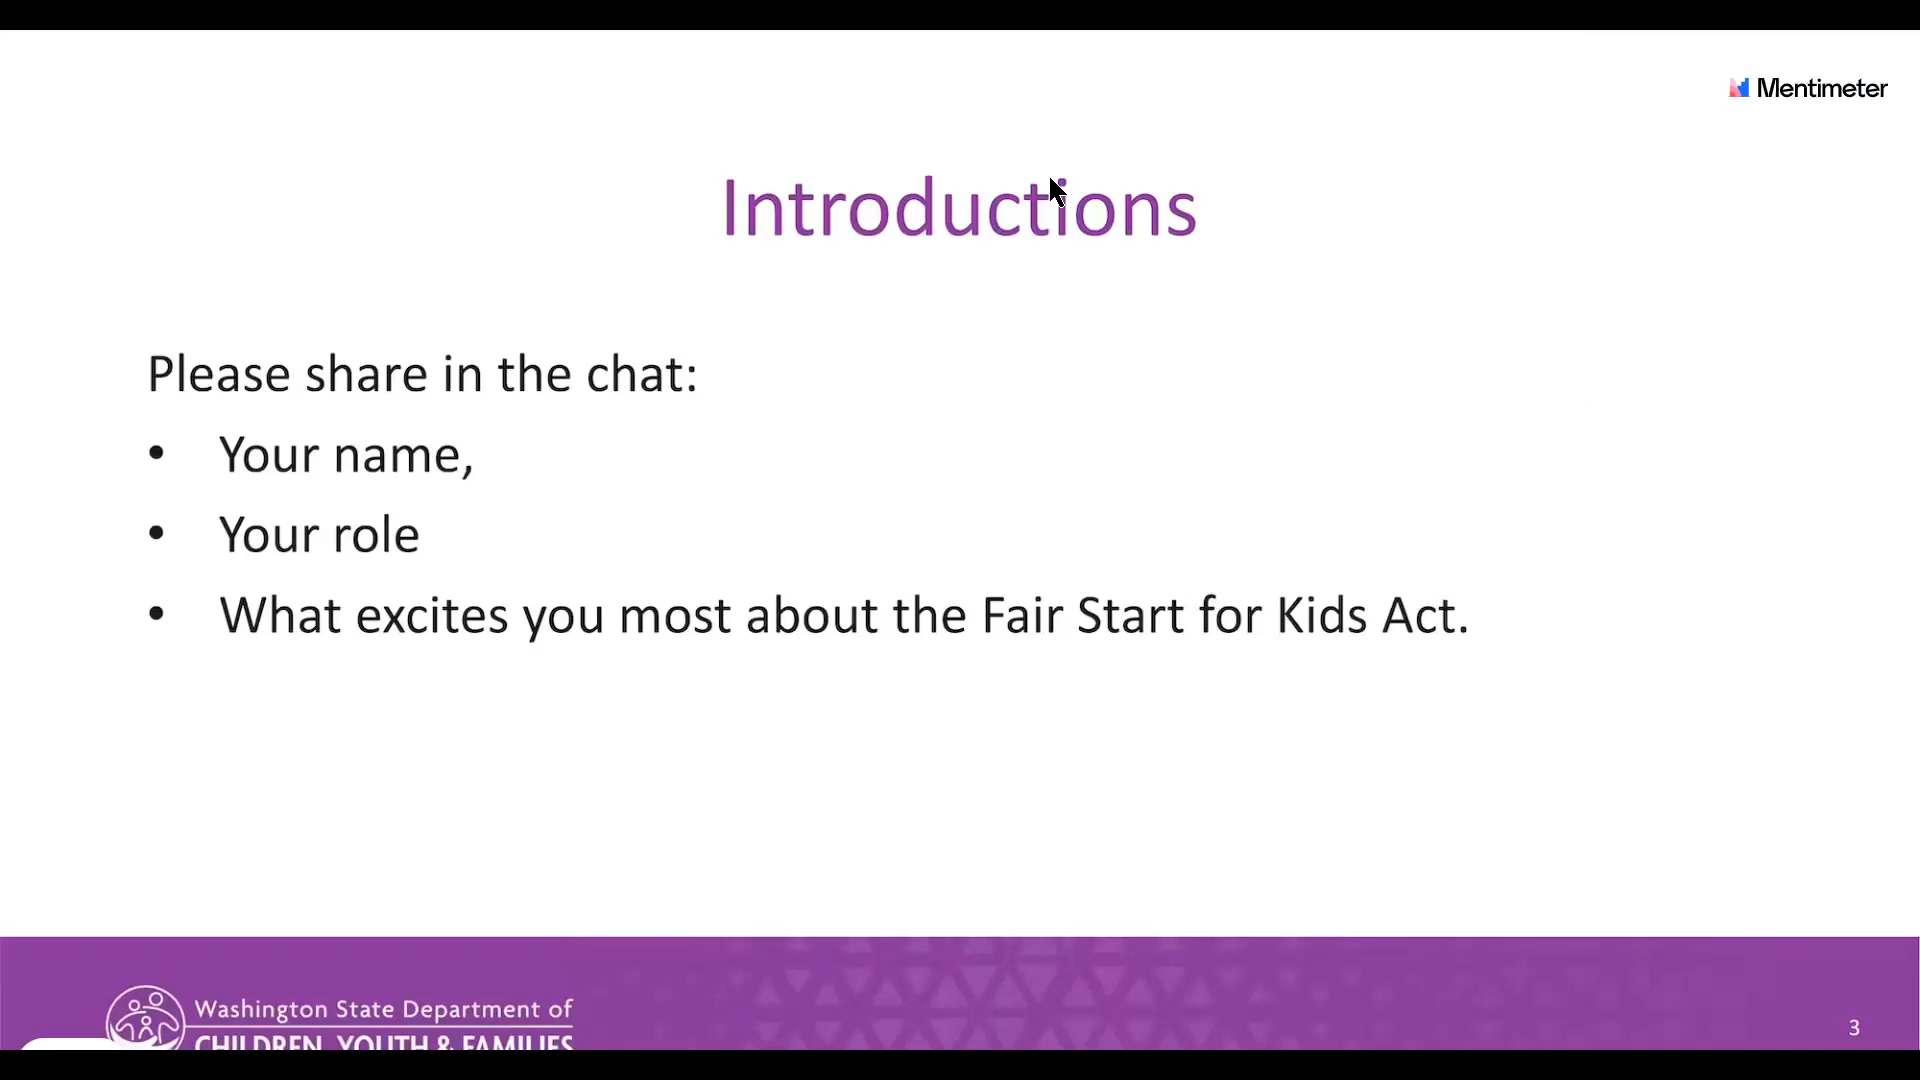 Mentimeter
Introductions
Please share in the chat:
• Your name,
• Your role
• What excites you most about the Fair Start for Kids Act.
Washington State Department of
CHILDREN, YOUTH & FAMILIES
3